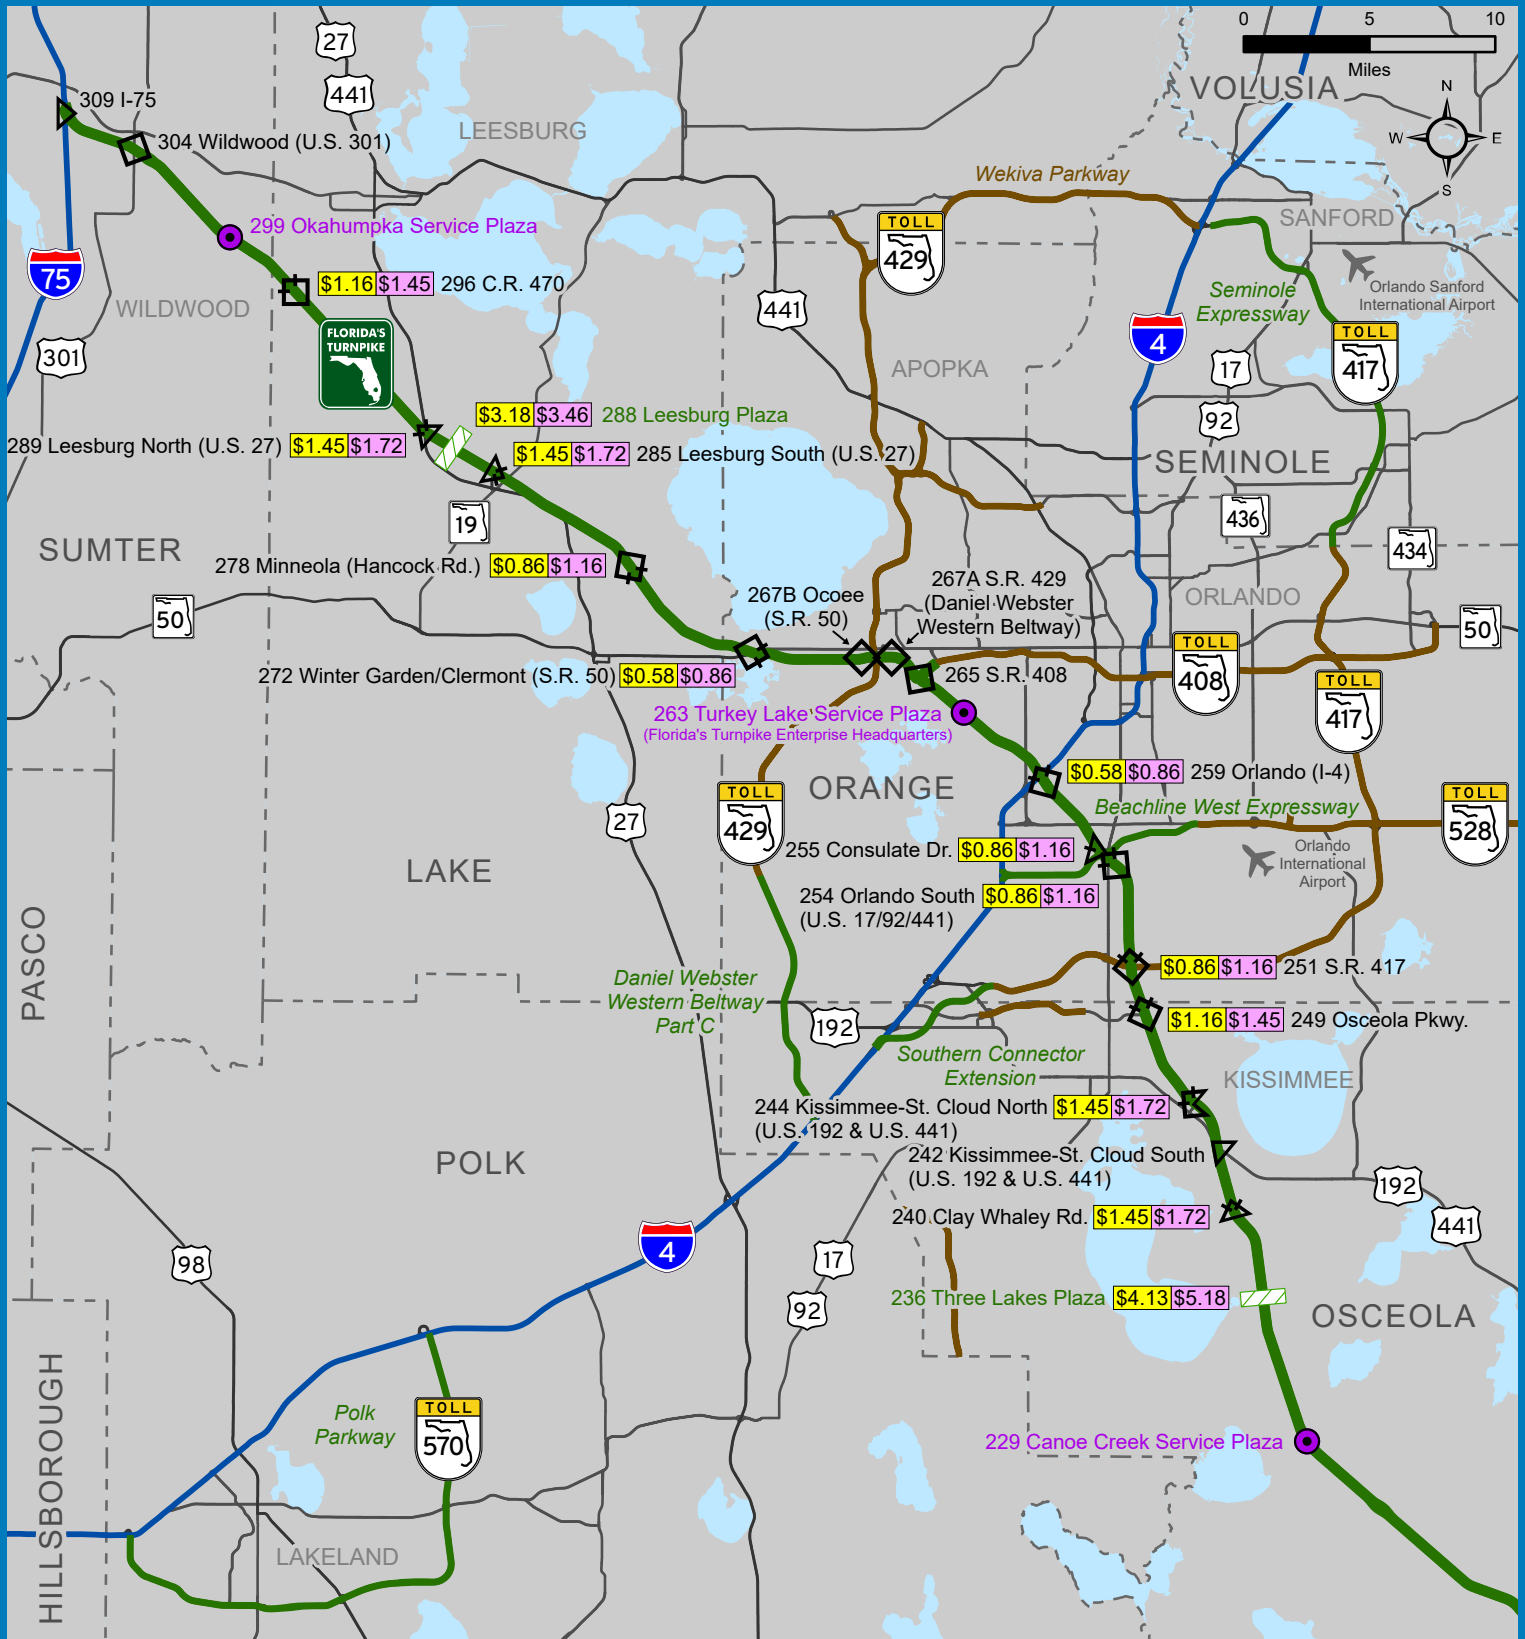 0 5 10
Miles
N
W E
S
27
441
VOLUSIA
309 I-75
LEESBURG
304 Wildwood (U.S. 301)
Wekiva Parkway
SANFORD
299 Okahumpka Service Plaza
TOLL
429
75
$1.16 $1.45 296 C.R. 470
Orlando Sanford
International Airport
Seminole
Expressway
WILDWOOD
441
FLORIDA'S
TURNPIKE
4
TOLL
417
301
17
APOPKA
92
$3.18 $3.46 288 Leesburg Plaza
289 Leesburg North (U.S. 27) $1.45 $1.72
$1.45 $1.72 285 Leesburg South (U.S. 27)
SEMINOLE
19
436
434
SUMTER
278 Minneola (Hancock Rd.) $0.86 $1.16
267B Ocoee
(S.R. 50)
267A S.R. 429
(Daniel Webster
Western Beltway)
ORLANDO
50
50
272 Winter Garden/Clermont (S.R. 50) $0.58 $0.86
265 S.R. 408
TOLL
408
TOLL
417
263 Turkey Lake Service Plaza
(Florida's Turnpike Enterprise Headquarters)
$0.58 $0.86 259 Orlando (I-4)
ORANGE
Beachline West Expressway
TOLL
429
27
TOLL
528
255 Consulate Dr. $0.86 $1.16
Orlando
International
Airport
LAKE
254 Orlando South $0.86 $1.16
(U.S. 17/92/441)
PASCO
$0.86 $1.16 251 S.R. 417
Daniel Webster
Western Beltway
Part C
192
$1.16 $1.45 249 Osceola Pkwy.
Southern Connector
Extension
KISSIMMEE
244 Kissimmee-St. Cloud North $1.45 $1.72
(U.S. 192 & U.S. 441)
POLK
242 Kissimmee-St. Cloud South
(U.S. 192 & U.S. 441)
192
240 Clay Whaley Rd. $1.45 $1.72
441
4
98
17
236 Three Lakes Plaza $4.13 $5.18
92
OSCEOLA
HILLSBOROUGH
Polk
Parkway
TOLL
570
229 Canoe Creek Service Plaza
LAKELAND